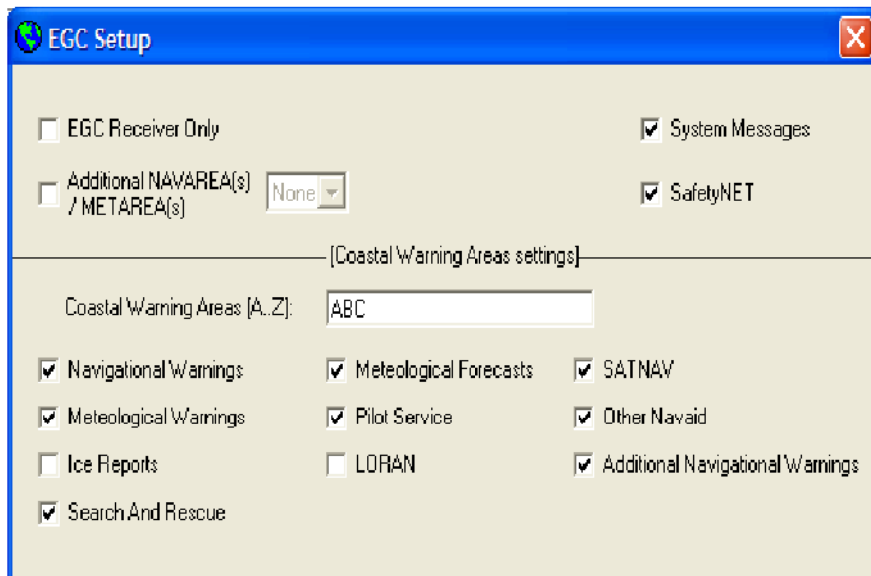 EGC Setup
EGC Receiver Only
System Messages
Additional NAVAREA(s)
/ METAREA(s)
None
SafetyNET
[Coastal Warning Areas settings]
Coastal Warning Areas [A..Z]:
ABC
Navigational Warnings
Meteological Forecasts
SATNAV
Meteological Warnings
Pilot Service
Other Navaid
Ice Reports
LORAN
Additional Navigational Warnings
Search And Rescue